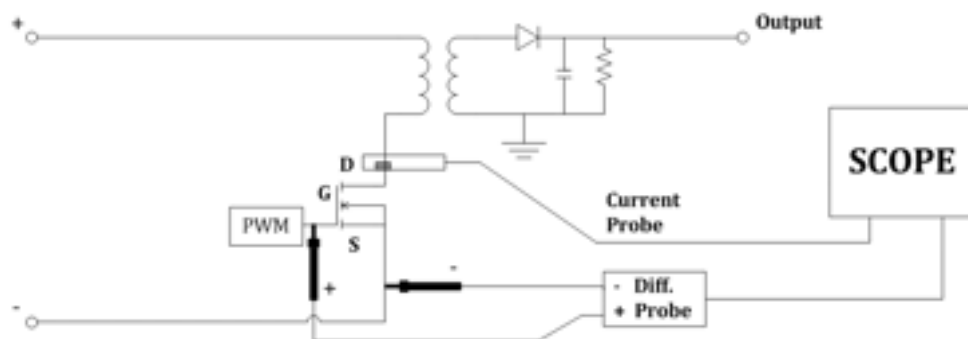 +
Output
D
SCOPE
G
Current
Probe
PWM
S
-
+
- Diff.
+ Probe
-